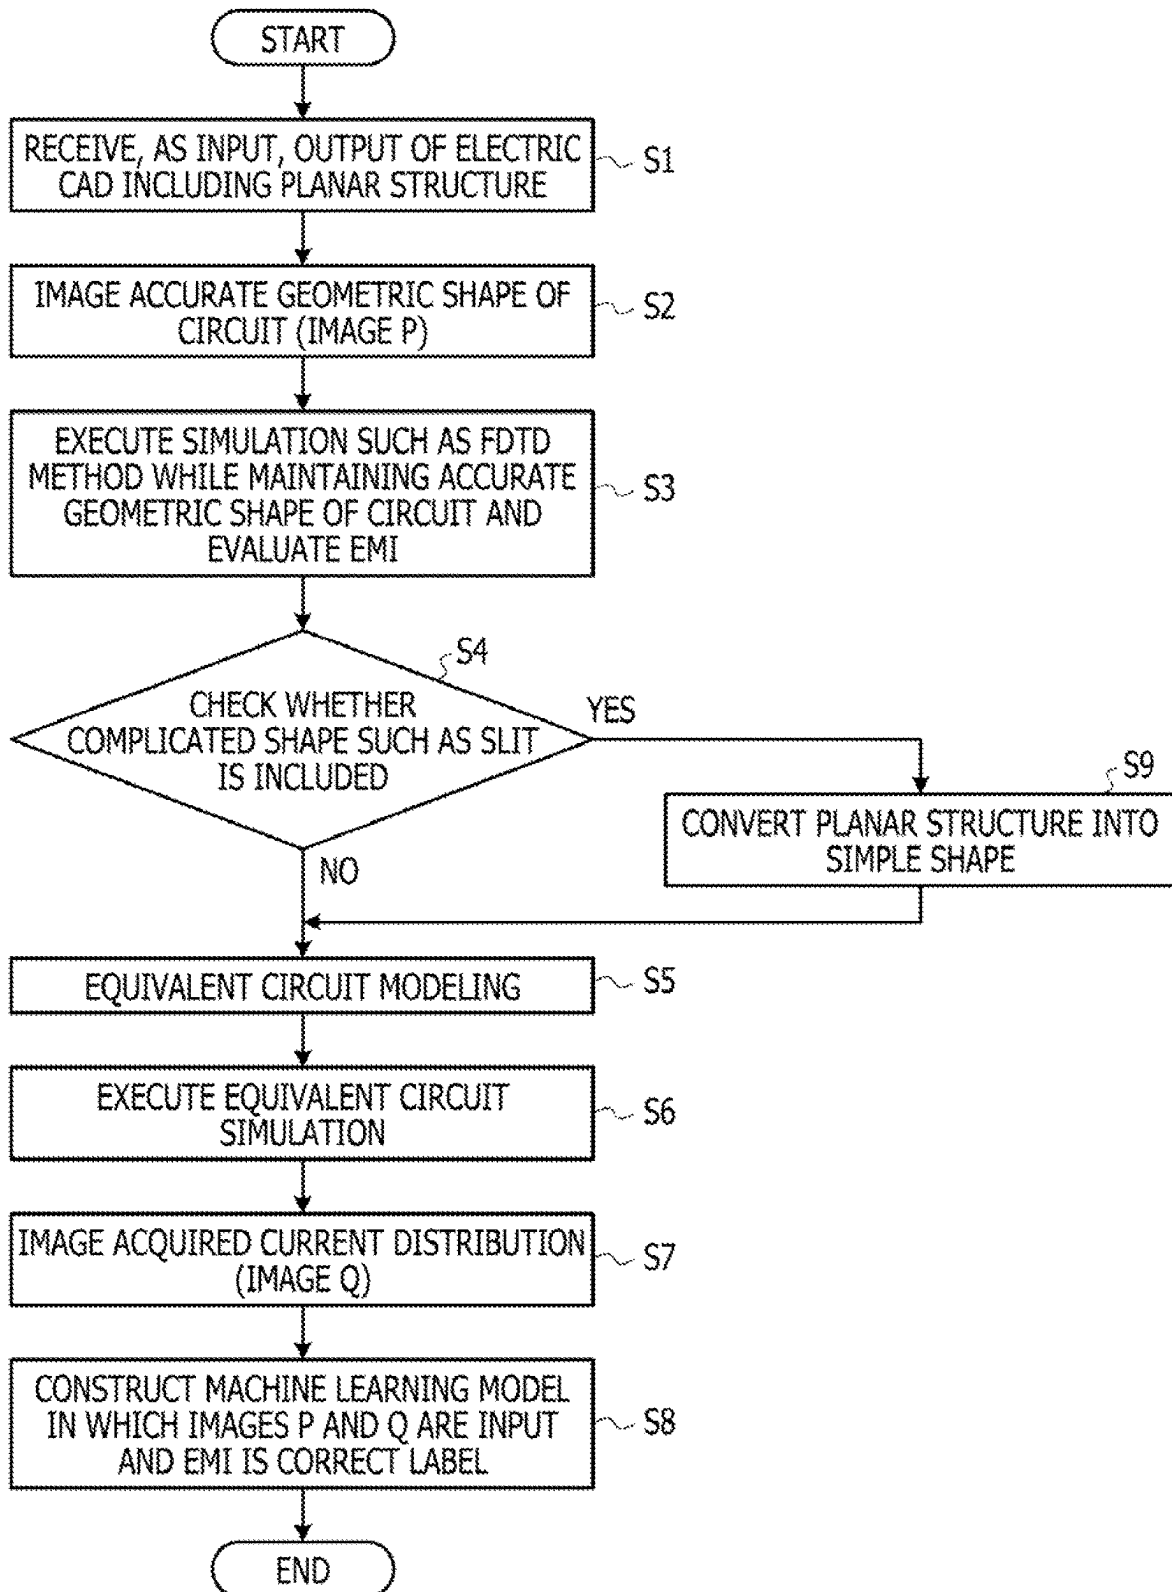 START
RECEIVE, AS INPUT, OUTPUT OF ELECTRIC
CAD INCLUDING PLANAR STRUCTURE
S1
IMAGE ACCURATE GEOMETRIC SHAPE OF
CIRCUIT (IMAGE P)
S2
EXECUTE SIMULATION SUCH AS FDTD
METHOD WHILE MAINTAINING ACCURATE
GEOMETRIC SHAPE OF CIRCUIT AND
EVALUATE EMI
S3
S4
CHECK WHETHER
COMPLICATED SHAPE SUCH AS SLIT
IS INCLUDED
YES
NO
S9
CONVERT PLANAR STRUCTURE INTO
SIMPLE SHAPE
EQUIVALENT CIRCUIT MODELING
S5
EXECUTE EQUIVALENT CIRCUIT
SIMULATION
S6
IMAGE ACQUIRED CURRENT DISTRIBUTION
(IMAGE Q)
S7
CONSTRUCT MACHINE LEARNING MODEL
IN WHICH IMAGES P AND Q ARE INPUT
AND EMI IS CORRECT LABEL
S8
END